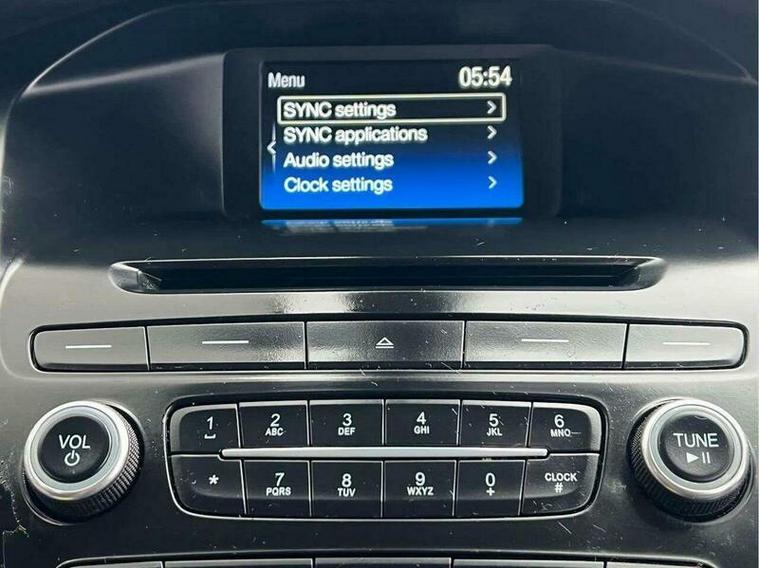 Menu 05:54
SYNC settings
SYNC applications
Audio settings
Clock settings
VOL
1 2 ABC 3 DEF 4 GHI 5 JKL 6 MNO
* 7 PQRS 8 TUV 9 WXYZ 0 + CLOCK #
TUNE